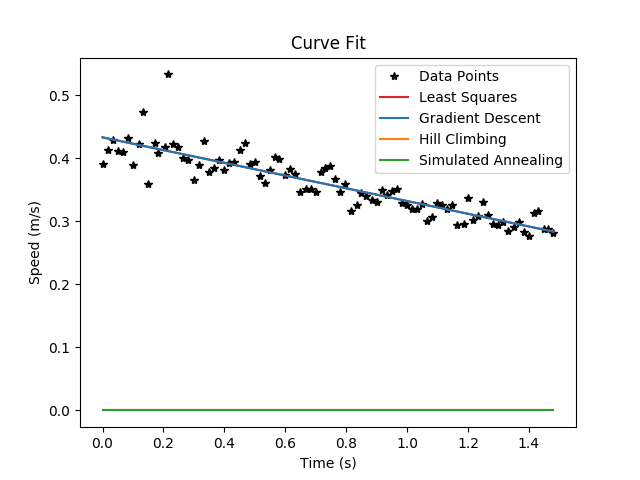 Curve Fit
Data Points
Least Squares
Gradient Descent
Hill Climbing
Simulated Annealing
Speed (m/s)
0.5
0.4
0.3
0.2
0.1
0.0
0.0 0.2 0.4 0.6 0.8 1.0 1.2 1.4
Time (s)